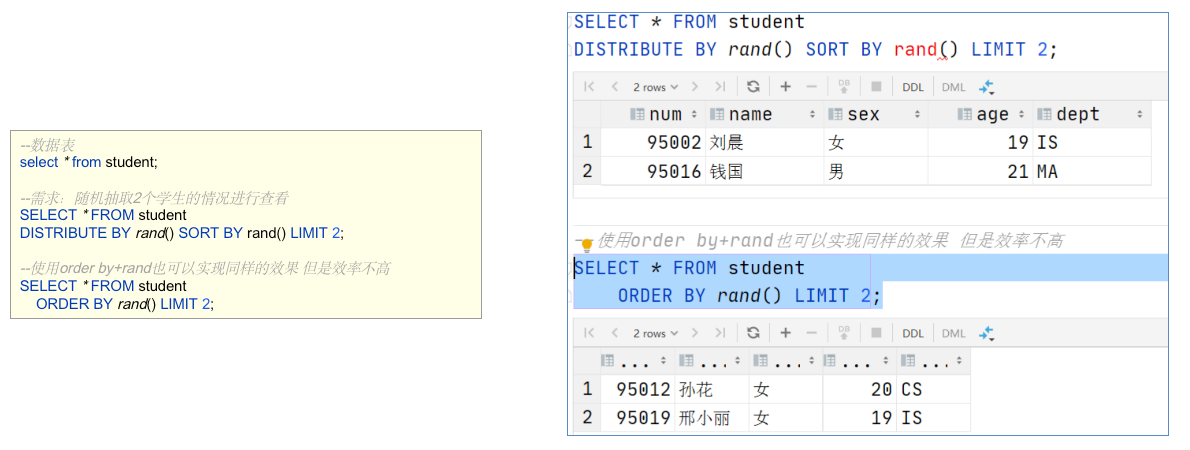 --数据表
select * from student;
--需求：随机抽取2个学生的情况进行查看
SELECT * FROM student
DISTRIBUTE BY rand() SORT BY rand() LIMIT 2;
--使用order by+rand也可以实现同样的效果 但是效率不高
SELECT * FROM student
ORDER BY rand() LIMIT 2;
SELECT * FROM student
DISTRIBUTE BY rand() SORT BY rand() LIMIT 2;
2 rows DB DDL DML
num name sex age dept
1 95002 刘晨 女 19 IS
2 95016 钱国 男 21 MA
使用order by+rand也可以实现同样的效果 但是效率不高
SELECT * FROM student
ORDER BY rand() LIMIT 2;
2 rows DB DDL DML
... ... ... ... ...
1 95012 孙花 女 20 CS
2 95019 邢小丽 女 19 IS